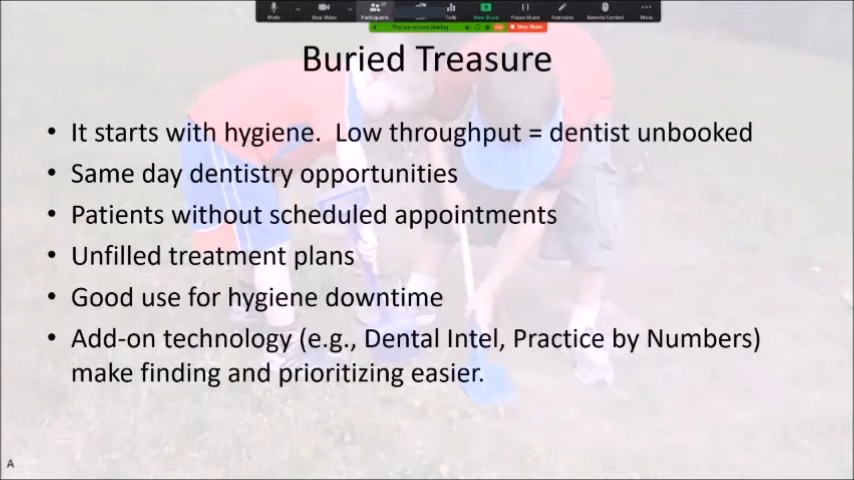 Participants
Buried Treasure
• It starts with hygiene.  Low throughput = dentist unbooked
• Same day dentistry opportunities
• Patients without scheduled appointments
• Unfilled treatment plans
• Good use for hygiene downtime
• Add-on technology (e.g., Dental Intel, Practice by Numbers)
make finding and prioritizing easier.
A